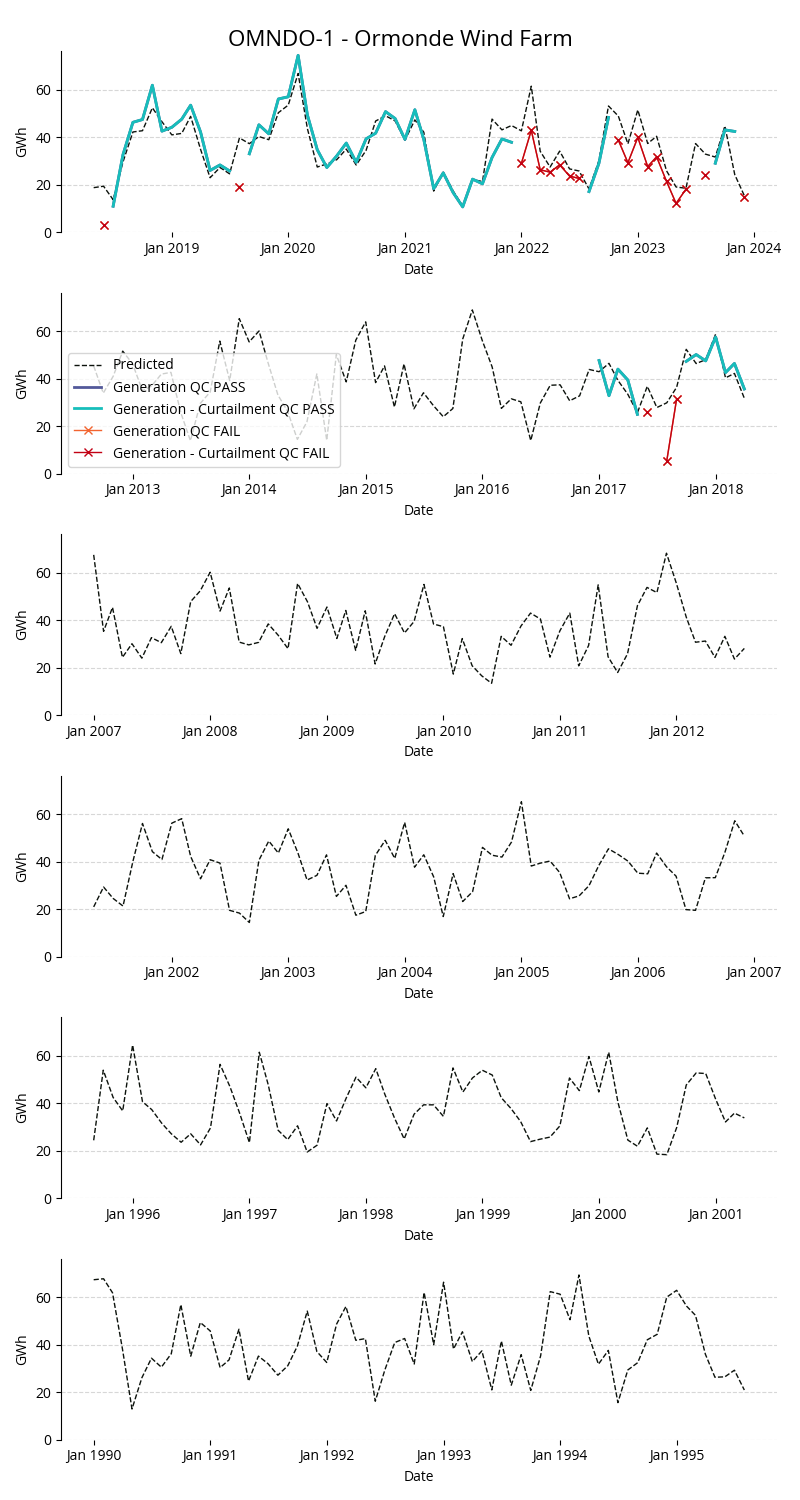 OMNDO-1 - Ormonde Wind Farm
60
40
20
0
GWh
Jan 2019 Jan 2020 Jan 2021 Jan 2022 Jan 2023 Jan 2024
Date
60
40
20
0
GWh
Predicted
Generation QC PASS
Generation - Curtailment QC PASS
Generation QC FAIL
Generation - Curtailment QC FAIL
Jan 2013 Jan 2014 Jan 2015 Jan 2016 Jan 2017 Jan 2018
Date
60
40
20
0
GWh
Jan 2007 Jan 2008 Jan 2009 Jan 2010 Jan 2011 Jan 2012
Date
60
40
20
0
GWh
Jan 2002 Jan 2003 Jan 2004 Jan 2005 Jan 2006 Jan 2007
Date
60
40
20
0
GWh
Jan 1996 Jan 1997 Jan 1998 Jan 1999 Jan 2000 Jan 2001
Date
60
40
20
0
GWh
Jan 1990 Jan 1991 Jan 1992 Jan 1993 Jan 1994 Jan 1995
Date